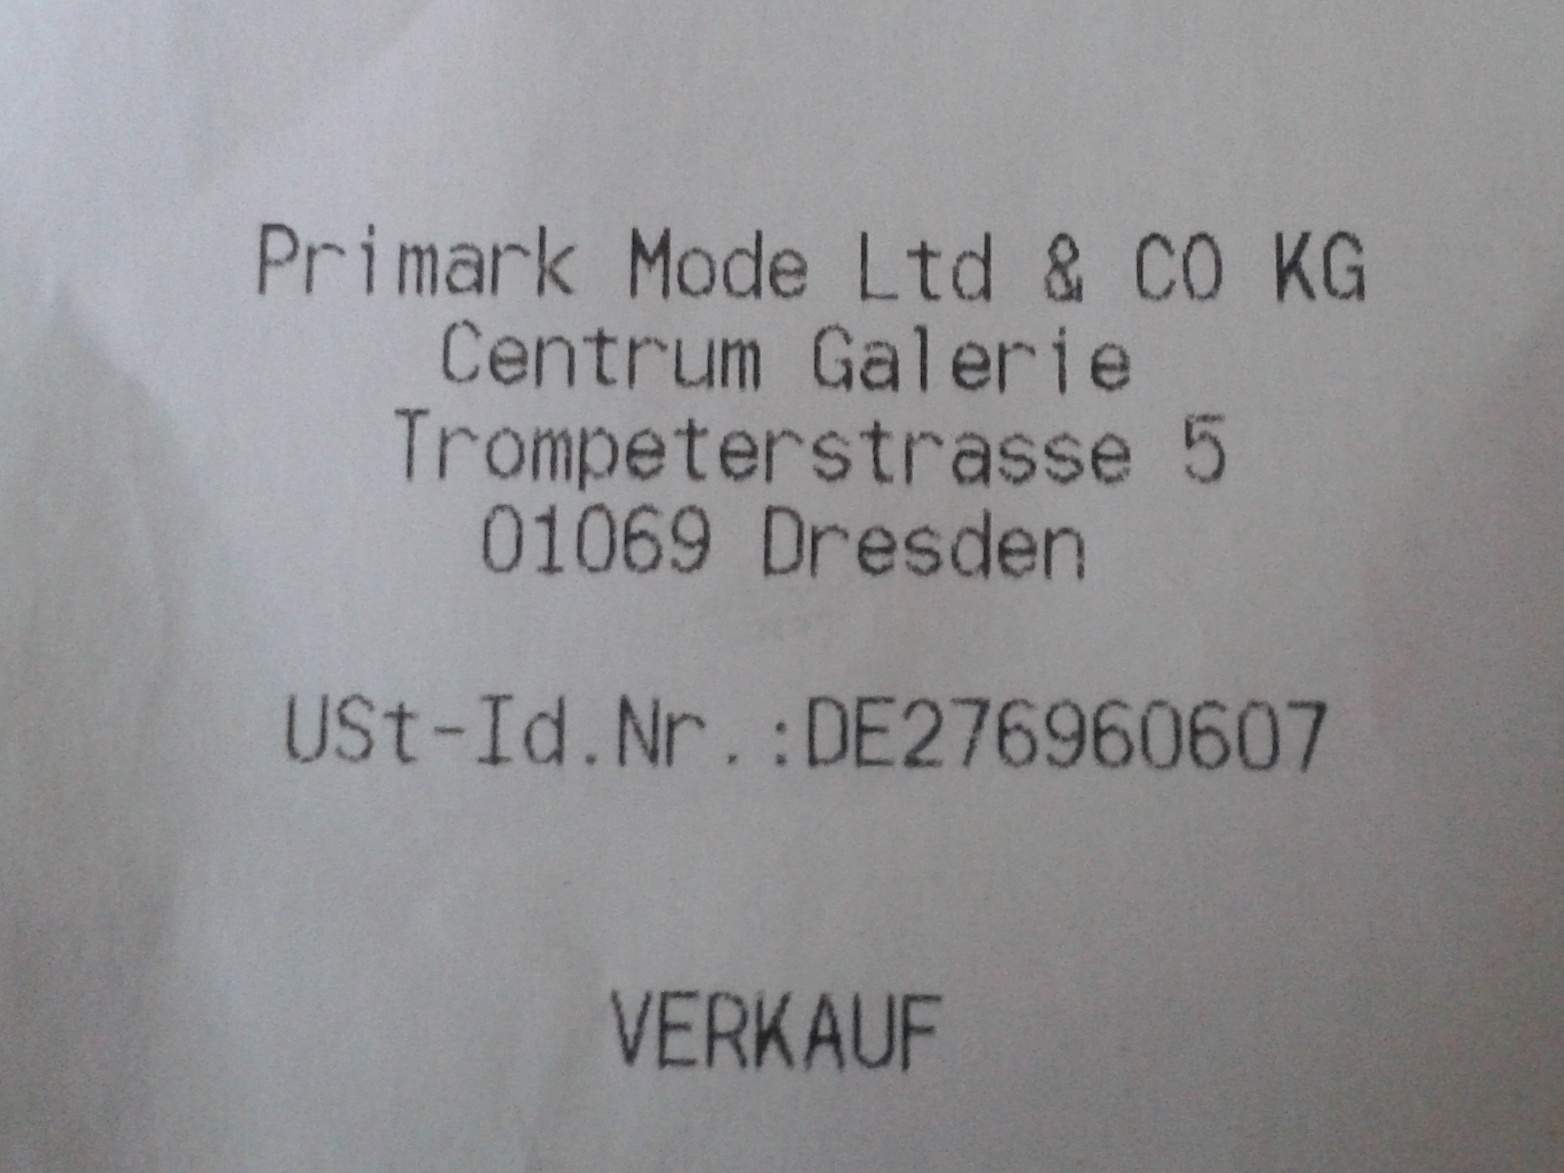 Primark Mode Ltd & CO KG
Centrum Galerie
Trompeterstrasse 5
01069 Dresden
USt-Id.Nr.:DE276960607
VERKAUF